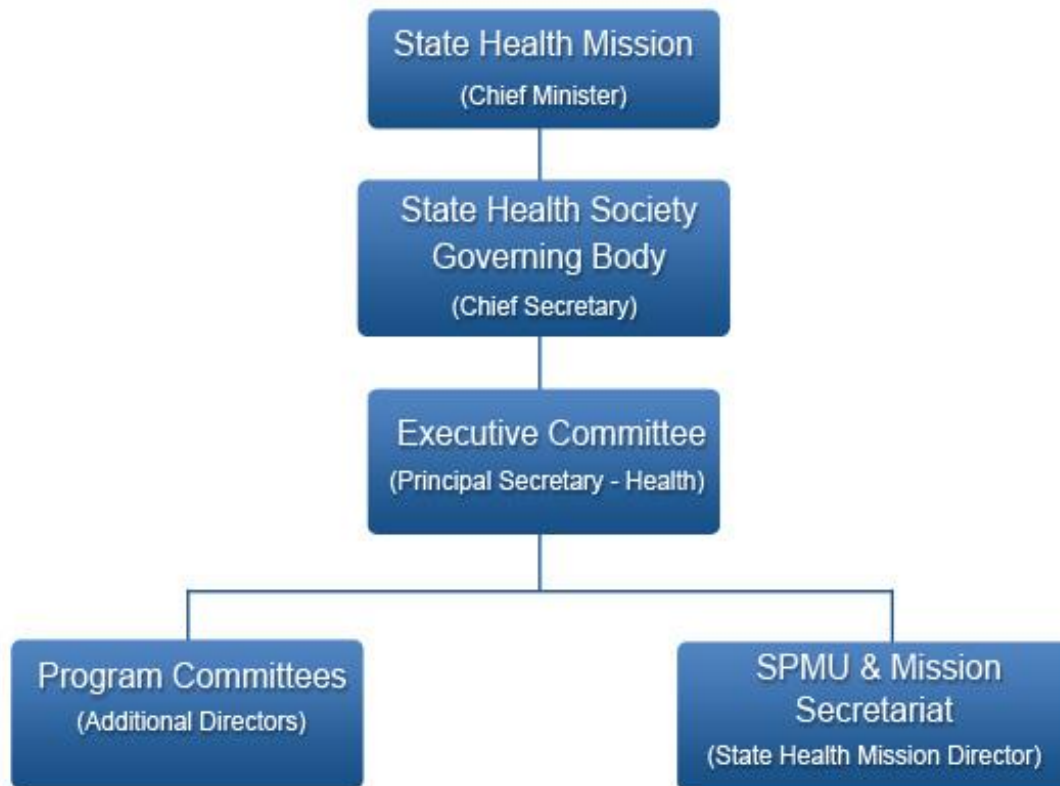 State Health Mission
(Chief Minister)
State Health Society
Governing Body
(Chief Secretary)
Executive Committee
(Principal Secretary - Health)
Program Committees
(Additional Directors)
SPMU & Mission
Secretariat
(State Health Mission Director)